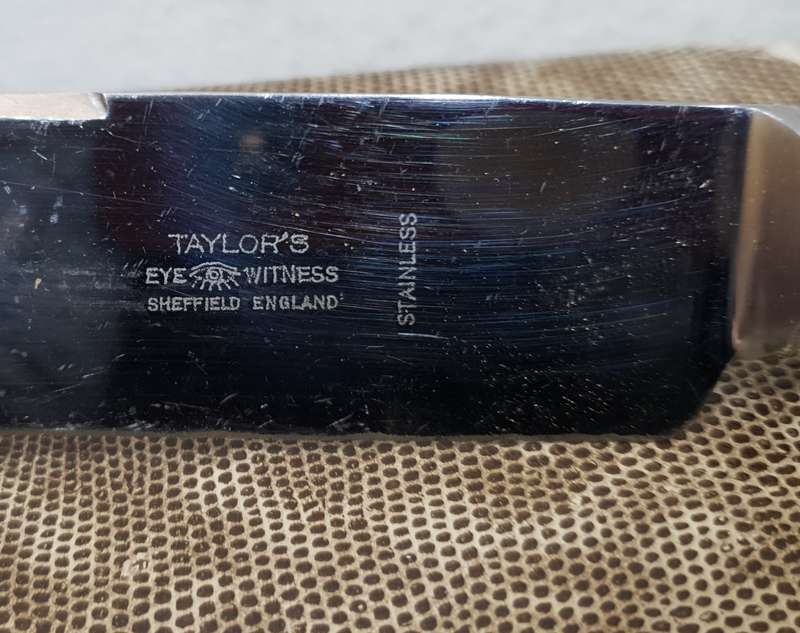 TAYLOR'S
EYE WITNESS
SHEFFIELD ENGLAND
STAINLESS